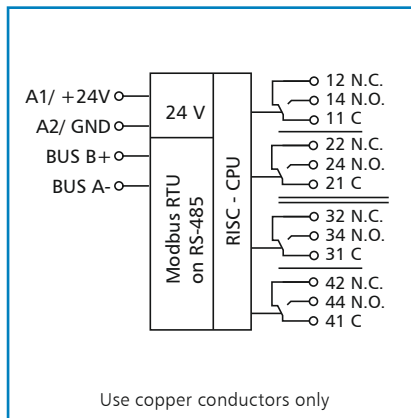 A1/ +24V
A2/ GND
BUS B+
BUS A-
24 V
Modbus RTU
on RS-485
RISC - CPU
12 N.C.
14 N.O.
11 C
22 N.C.
24 N.O.
21 C
32 N.C.
34 N.O.
31 C
42 N.C.
44 N.O.
41 C
Use copper conductors only